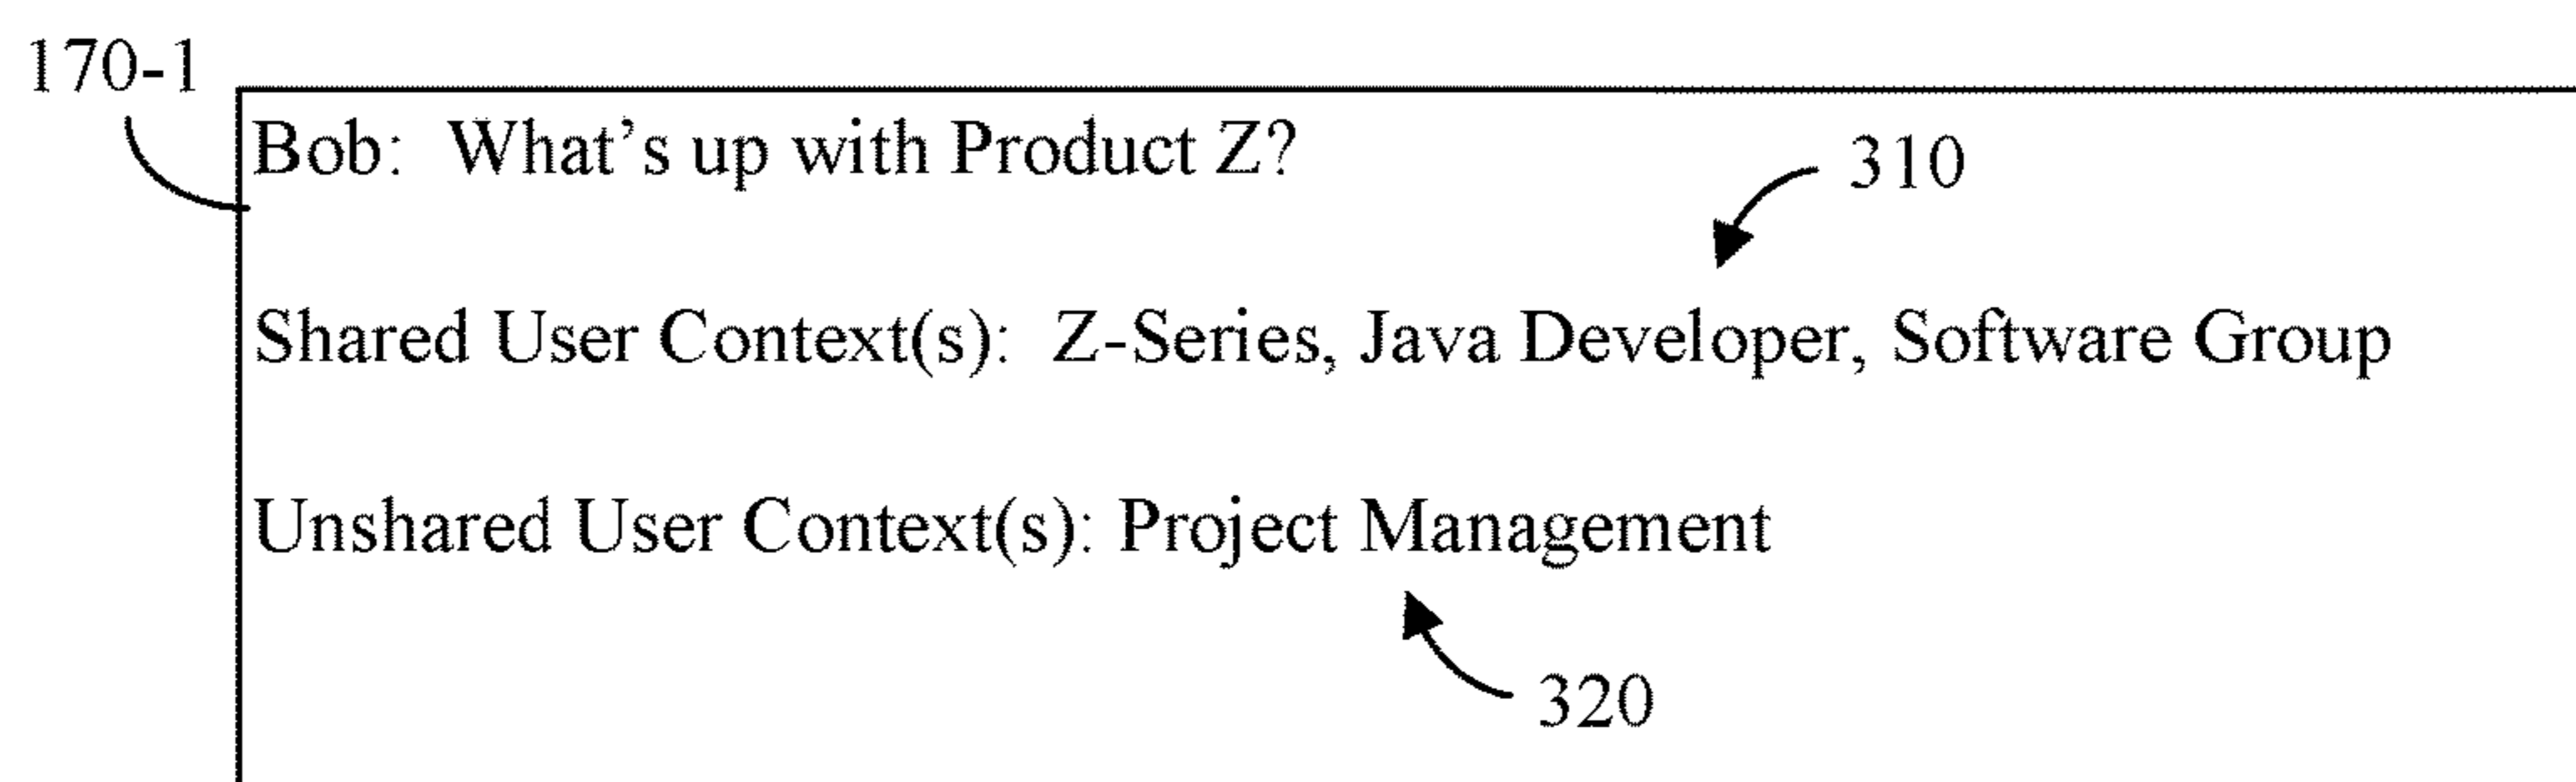 170-1
Bob: What's up with Product Z?
310
Shared User Context(s): Z-Series, Java Developer, Software Group
Unshared User Context(s): Project Management
320